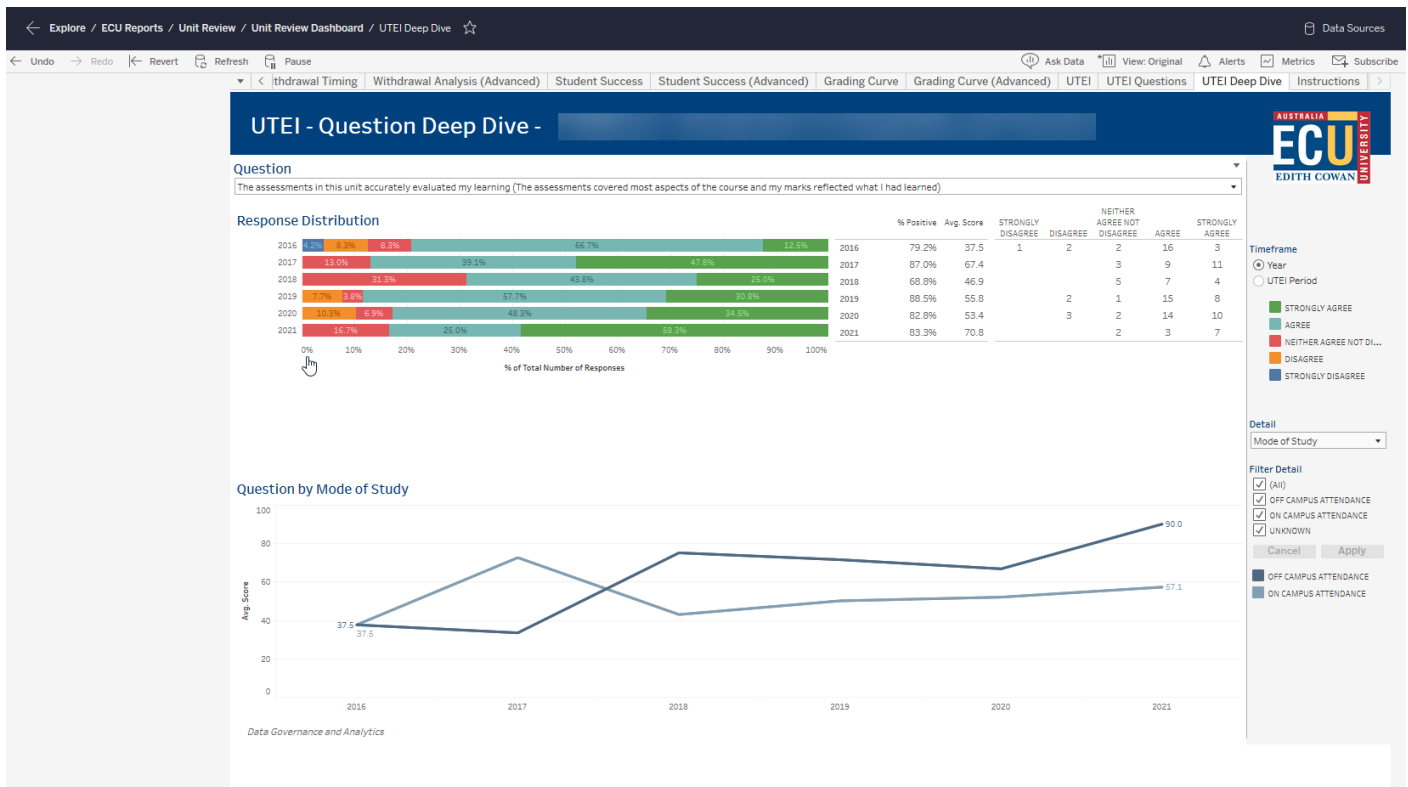 Explore / ECU Reports / Unit Review / Unit Review Dashboard / UTEI Deep Dive
Data Sources
Undo Redo Revert Refresh Pause
Ask Data View: Original Alerts Metrics Subscribe
ithdrawal Timing Withdrawal Analysis (Advanced) Student Success Student Success (Advanced) Grading Curve Grading Curve (Advanced) UTEI UTEI Questions UTEI Deep Dive Instructions
UTEI - Question Deep Dive -
AUSTRALIA
ECU
EDITH COWAN
UNIVERSITY
Question
The assessments in this unit accurately evaluated my learning (The assessments covered most aspects of the course and my marks reflected what I had learned)
Response Distribution
% Positive Avg. Score STRONGLY DISAGREE DISAGREE NEITHER AGREE NOT DISAGREE AGREE STRONGLY AGREE
2016 4.2% 8.3% 8.3% 66.7% 12.5% 2016 79.2% 37.5 1 2 2 16 3
2017 13.0% 39.1% 47.8% 2017 87.0% 67.4 3 9 11
2018 31.3% 43.8% 25.0% 2018 68.8% 46.9 5 7 4
2019 7.7% 3.8% 57.7% 30.8% 2019 88.5% 55.8 2 1 15 8
2020 10.3% 6.9% 48.3% 34.5% 2020 82.8% 53.4 3 2 14 10
2021 16.7% 25.0% 58.3% 2021 83.3% 70.8 2 3 7
0% 10% 20% 30% 40% 50% 60% 70% 80% 90% 100%
% of Total Number of Responses
Timeframe
Year
UTEI Period
STRONGLY AGREE
AGREE
NEITHER AGREE NOT DI...
DISAGREE
STRONGLY DISAGREE
Detail
Mode of Study
Filter Detail
(All)
OFF CAMPUS ATTENDANCE
ON CAMPUS ATTENDANCE
UNKNOWN
Cancel Apply
OFF CAMPUS ATTENDANCE
ON CAMPUS ATTENDANCE
Question by Mode of Study
Avg. Score
100
80
60
40
20
0
37.5
37.5
90.0
57.1
2016 2017 2018 2019 2020 2021
Data Governance and Analytics